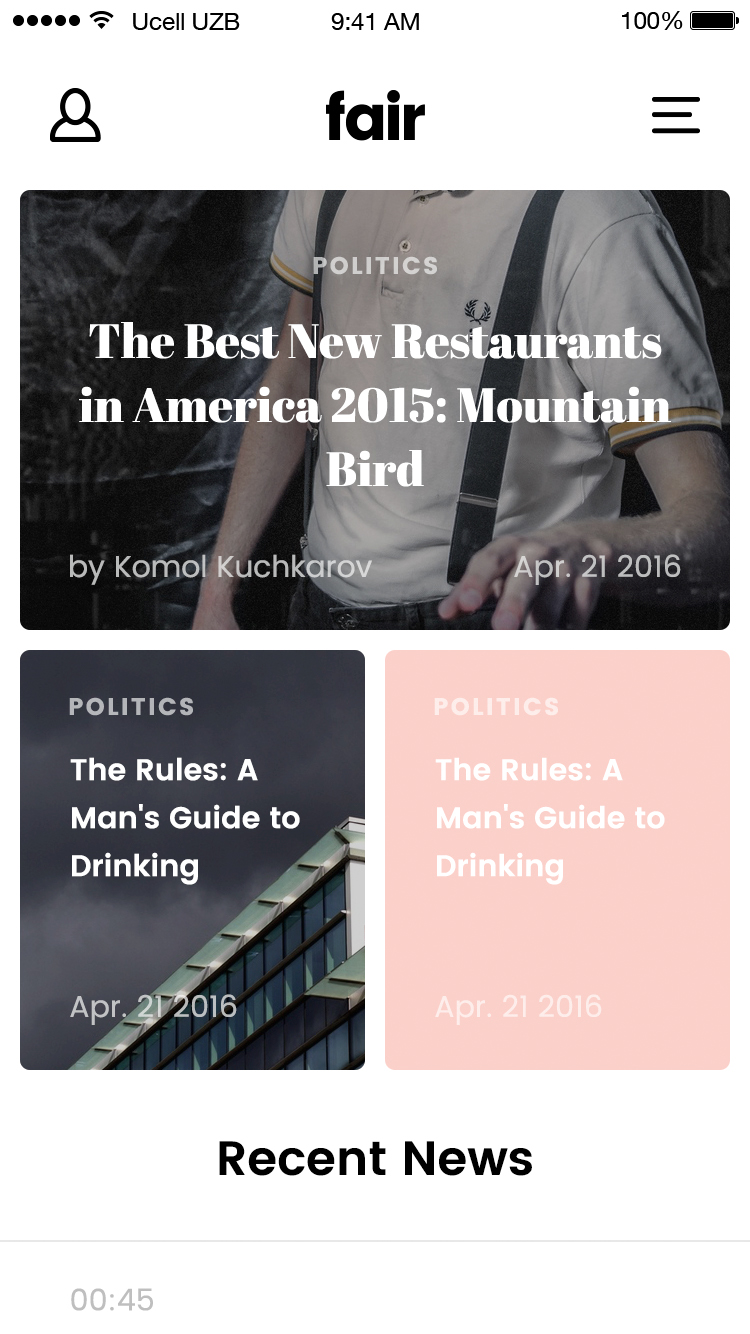 Ucell UZB 9:41 AM 100%
fair
POLITICS
The Best New Restaurants
in America 2015: Mountain
Bird
by Komol Kuchkarov Apr. 21 2016
POLITICS
The Rules: A
Man's Guide to
Drinking
Apr. 21 2016
POLITICS
The Rules: A
Man's Guide to
Drinking
Apr. 21 2016
Recent News
00:45